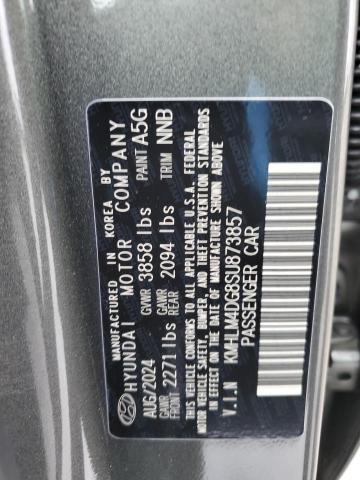 MANUFACTURED IN KOREA BY
HYUNDAI MOTOR COMPANY
AUG/2024 GVWR 3858 lbs PAINT A5G
GAWR FRONT 2271 lbs GAWR REAR 2094 lbs TRIM NNB
THIS VEHICLE CONFORMS TO ALL APPLICABLE U.S.A. FEDERAL
MOTOR VEHICLE SAFETY, BUMPER, AND THEFT PREVENTION STANDARDS
IN EFFECT ON THE DATE OF MANUFACTURE SHOWN ABOVE
V.I.N KMHLM4DG8SU873857
PASSENGER CAR